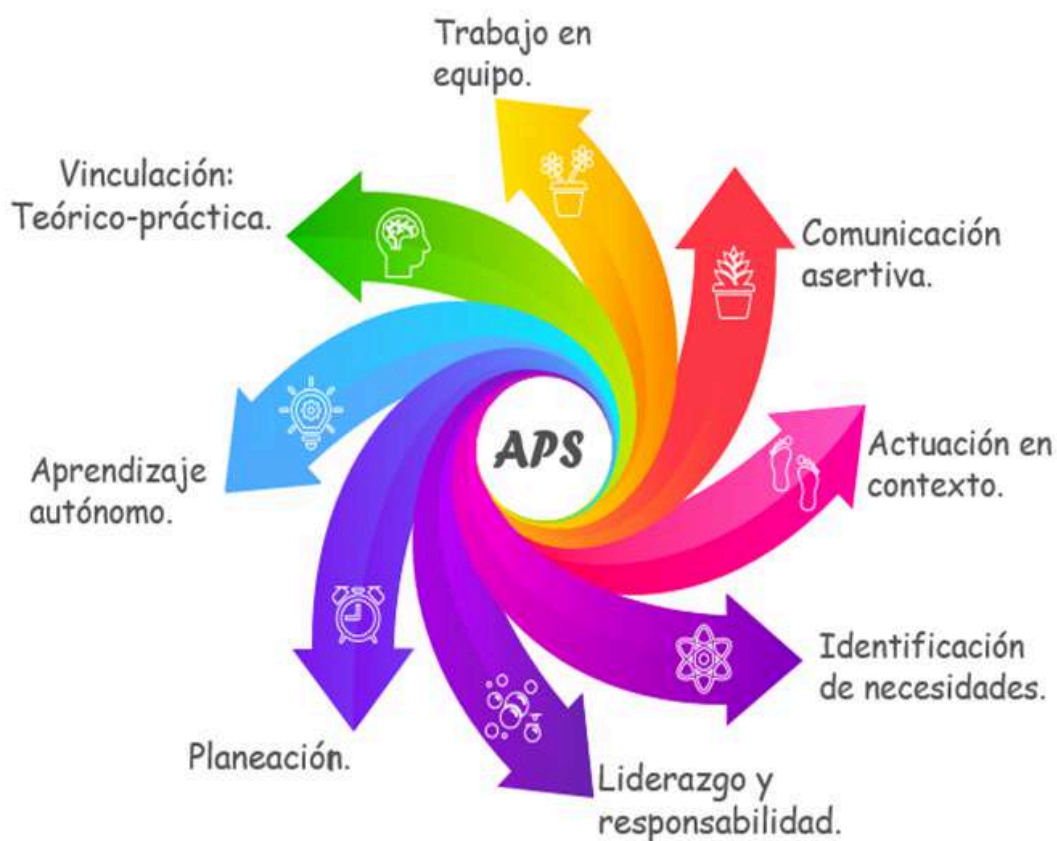 Trabajo en
equipo.
Vinculación:
Teórico-práctica.
Comunicación
asertiva.
APS
Aprendizaje
autónomo.
Actuación en
contexto.
Identificación
de necesidades.
Planeación.
Liderazgo y
responsabilidad.